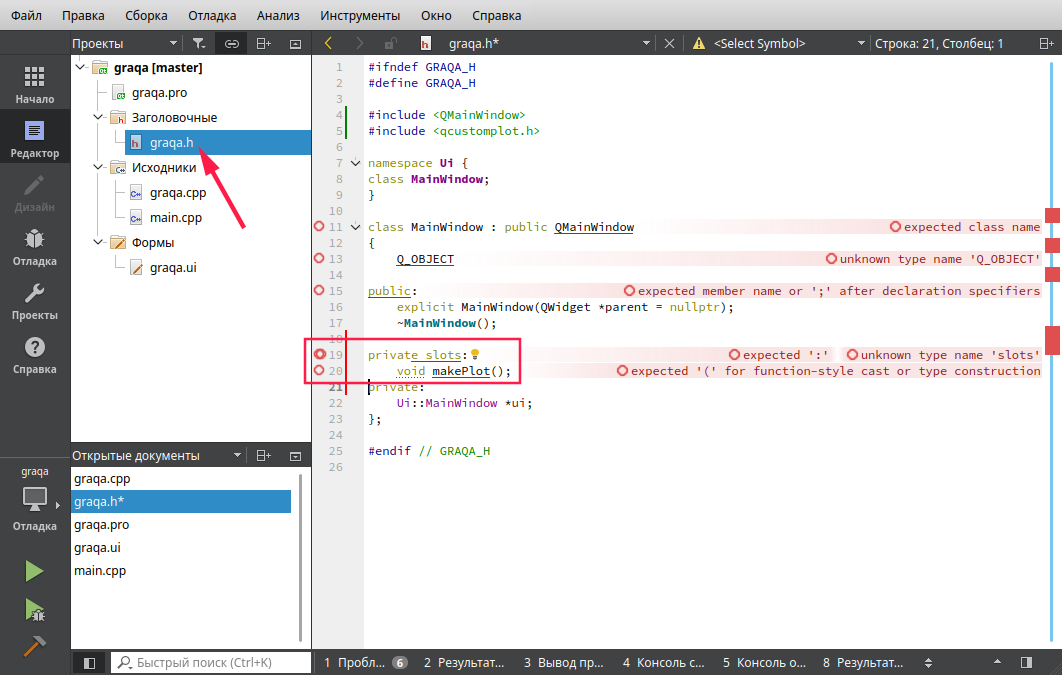 Файл Правка Сборка Отладка Анализ Инструменты Окно Справка
Проекты graqa.h* <Select Symbol> Строка: 21, Столбец: 1
Начало
Редактор
Дизайн
Отладка
Проекты
Справка
graqa
Отладка
graqa [master]
graqa.pro
Заголовочные
graqa.h
Исходники
graqa.cpp
main.cpp
Формы
graqa.ui
Открытые документы
graqa.cpp
graqa.h*
graqa.pro
graqa.ui
main.cpp
1 #ifndef GRAQA_H
2 #define GRAQA_H
3
4 #include <QMainWindow>
5 #include <qcustomplot.h>
6
7 namespace Ui {
8 class MainWindow;
9 }
10
11 class MainWindow : public QMainWindow expected class name
12 {
13 Q_OBJECT unknown type name 'Q_OBJECT'
14
15 public: expected member name or ';' after declaration specifiers
16 explicit MainWindow(QWidget *parent = nullptr);
17 ~MainWindow();
18
19 private slots: expected ':' unknown type name 'slots'
20 void makePlot(); expected '(' for function-style cast or type construction
21 private:
22 Ui::MainWindow *ui;
23 };
24
25 #endif // GRAQA_H
26
Быстрый поиск (Ctrl+K) 1 Пробл... 6 2 Результат... 3 Вывод пр... 4 Консоль с... 5 Консоль о... 8 Результат...